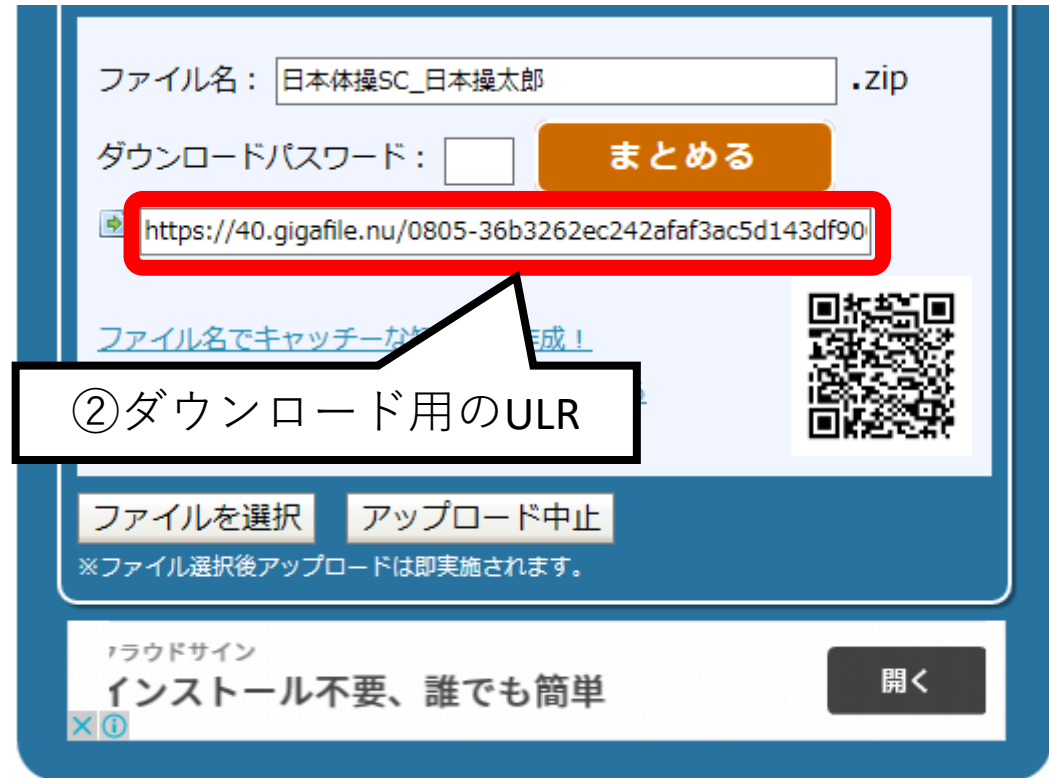 ファイル名： 日本体操SC_日本操太郎 .zip
ダウンロードパスワード： まとめる
https://40.gigafile.nu/0805-36b3262ec242afaf3ac5d143df90
ファイル名でキャッチーな 成！
②ダウンロード用のULR
ファイルを選択 アップロード中止
※ファイル選択後アップロードは即実施されます。
ラウドサイン
インストール不要、誰でも簡単
開く